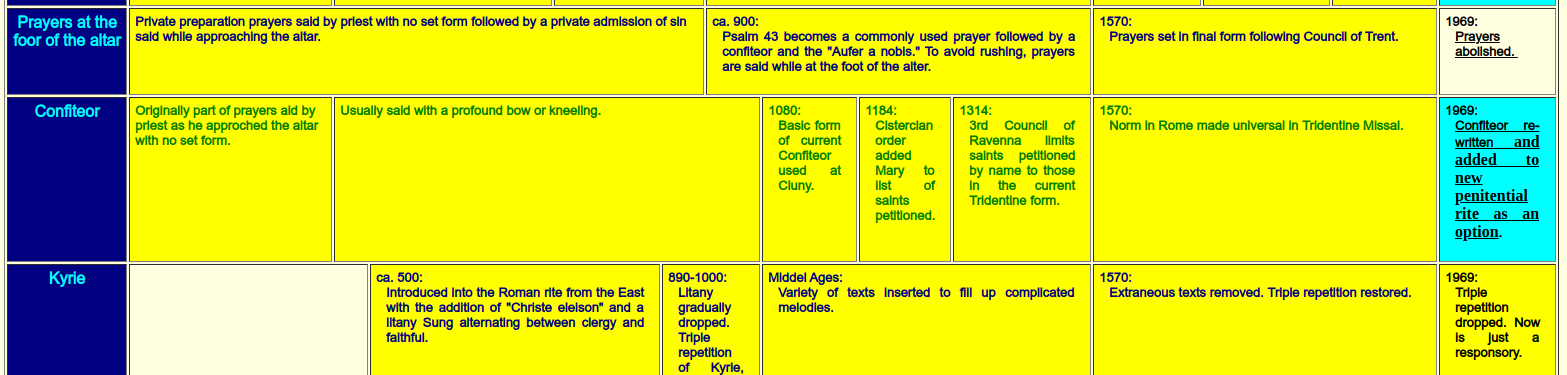 Prayers at the
foor of the altar
Private preparation prayers said by priest with no set form followed by a private admission of sin
said while approaching the altar.
ca. 900:
Psalm 43 becomes a commonly used prayer followed by a
confiteor and the "Aufer a nobis." To avoid rushing, prayers
are said while at the foot of the alter.
1570:
Prayers set in final form following Council of Trent.
1969:
Prayers
abolished.
Confiteor
Originally part of prayers aid by
priest as he approched the altar
with no set form.
Usually said with a profound bow or kneeling.
1080:
Basic form
of current
Confiteor
used at
Cluny.
1184:
Cistercian
order
added
Mary to
list of
saints
petitioned.
1314:
3rd Council of
Ravenna limits
saints petitioned
by name to those
in the current
Tridentine form.
1570:
Norm in Rome made universal in Tridentine Missal.
1969:
Confiteor re-
written and
added to
new
penitential
rite as an
option.
Kyrie
ca. 500:
Introduced into the Roman rite from the East
with the addition of "Christe eleison" and a
litany Sung alternating between clergy and
faithful.
890-1000:
Litany
gradually
dropped.
Triple
repetition
of Kyrie,
Middel Ages:
Variety of texts inserted to fill up complicated
melodies.
1570:
Extraneous texts removed. Triple repetition restored.
1969:
Triple
repetition
dropped. Now
is just a
responsory.